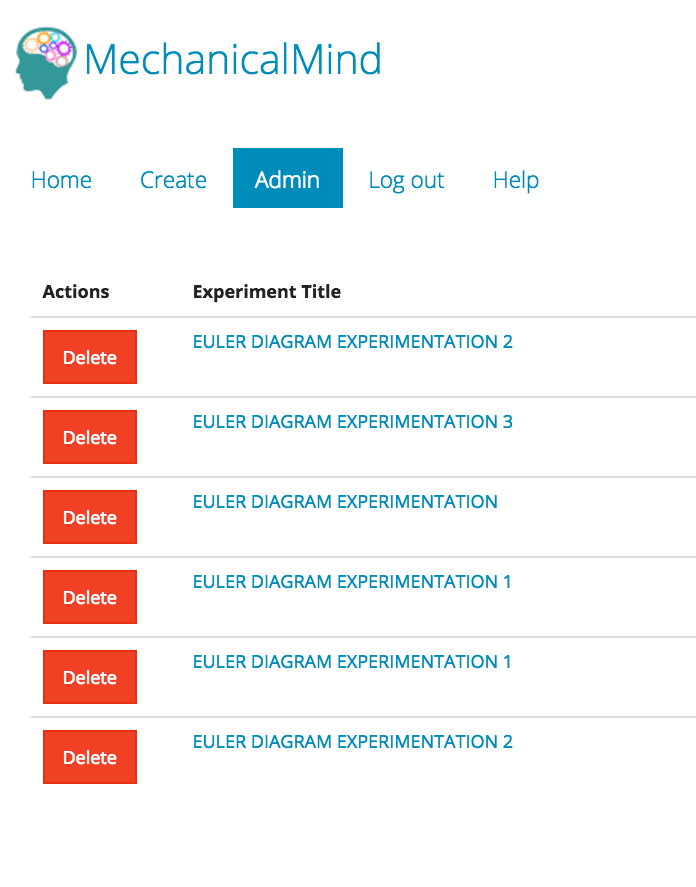 MechanicalMind
Home Create Admin Log out Help
Actions Experiment Title
Delete EULER DIAGRAM EXPERIMENTATION 2
Delete EULER DIAGRAM EXPERIMENTATION 3
Delete EULER DIAGRAM EXPERIMENTATION
Delete EULER DIAGRAM EXPERIMENTATION 1
Delete EULER DIAGRAM EXPERIMENTATION 1
Delete EULER DIAGRAM EXPERIMENTATION 2